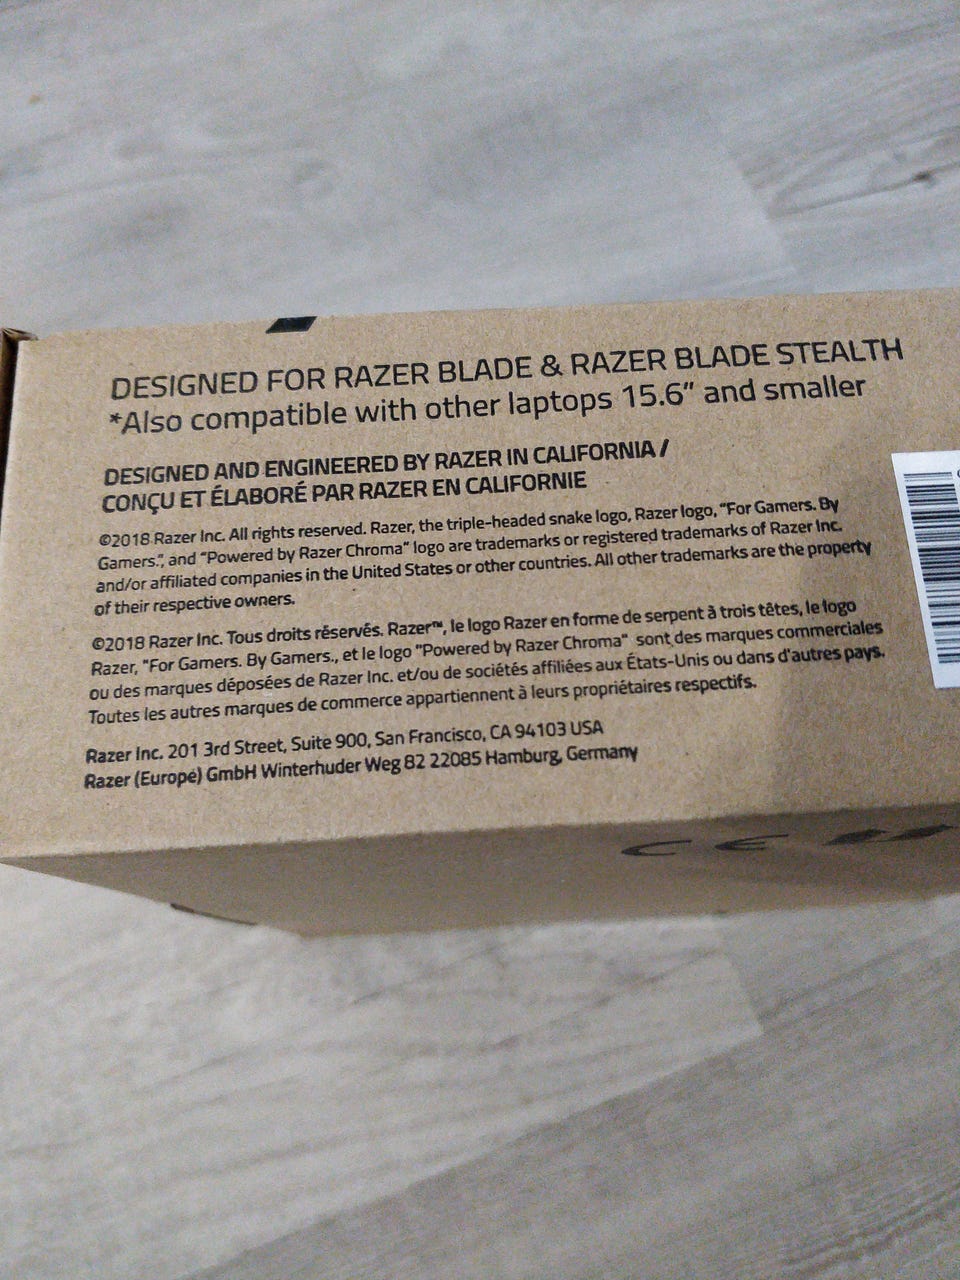 DESIGNED FOR RAZER BLADE & RAZER BLADE STEALTH
*Also compatible with other laptops 15.6” and smaller
DESIGNED AND ENGINEERED BY RAZER IN CALIFORNIA /
CONÇU ET ÉLABORÉ PAR RAZER EN CALIFORNIE
©2018 Razer Inc. All rights reserved. Razer, the triple-headed snake logo, Razer logo, “For Gamers. By
Gamers.”, and “Powered by Razer Chroma” logo are trademarks or registered trademarks of Razer Inc.
and/or affiliated companies in the United States or other countries. All other trademarks are the property
of their respective owners.
©2018 Razer Inc. Tous droits réservés. Razer™, le logo Razer en forme de serpent à trois têtes, le logo
Razer, "For Gamers. By Gamers., et le logo "Powered by Razer Chroma" sont des marques commerciales
ou des marques déposées de Razer Inc. et/ou de sociétés affiliées aux États-Unis ou dans d'autres pays.
Toutes les autres marques de commerce appartiennent à leurs propriétaires respectifs.
Razer Inc. 201 3rd Street, Suite 900, San Francisco, CA 94103 USA
Razer (Europe) GmbH Winterhuder Weg 82 22085 Hamburg, Germany
CE